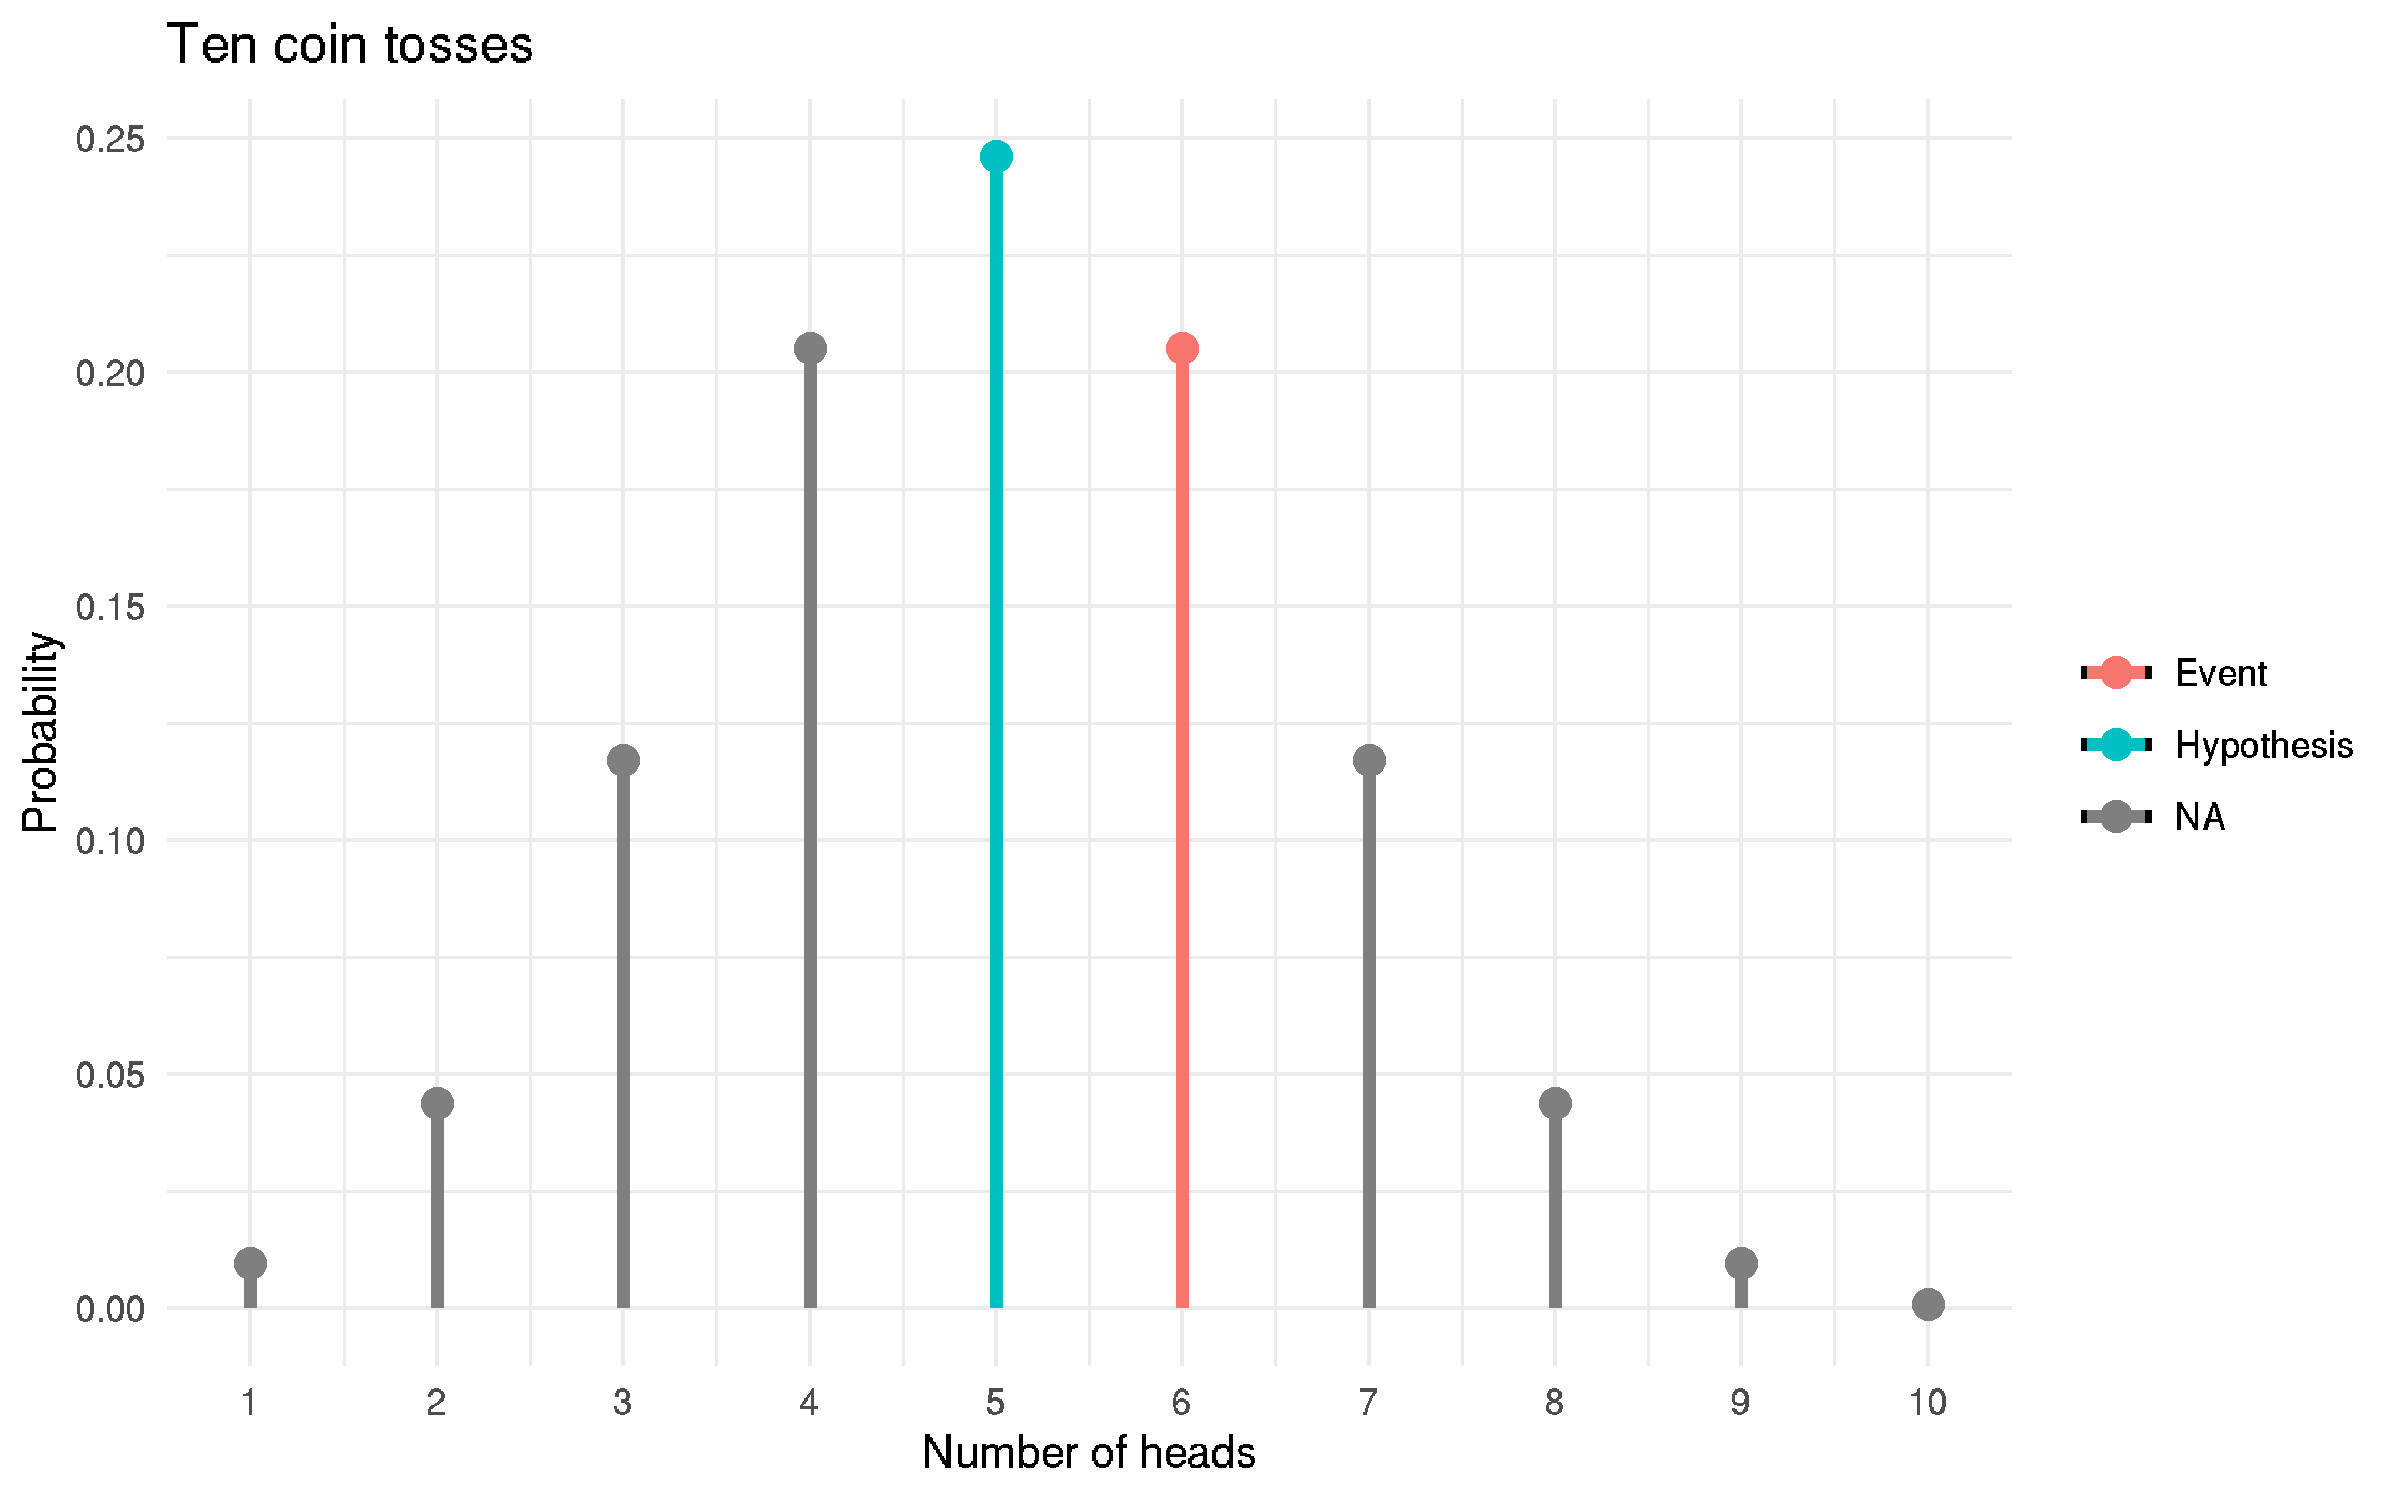 Ten coin tosses
0.25
0.20
0.15
0.10
0.05
0.00
Probability
1 2 3 4 5 6 7 8 9 10
Number of heads
Event
Hypothesis
NA